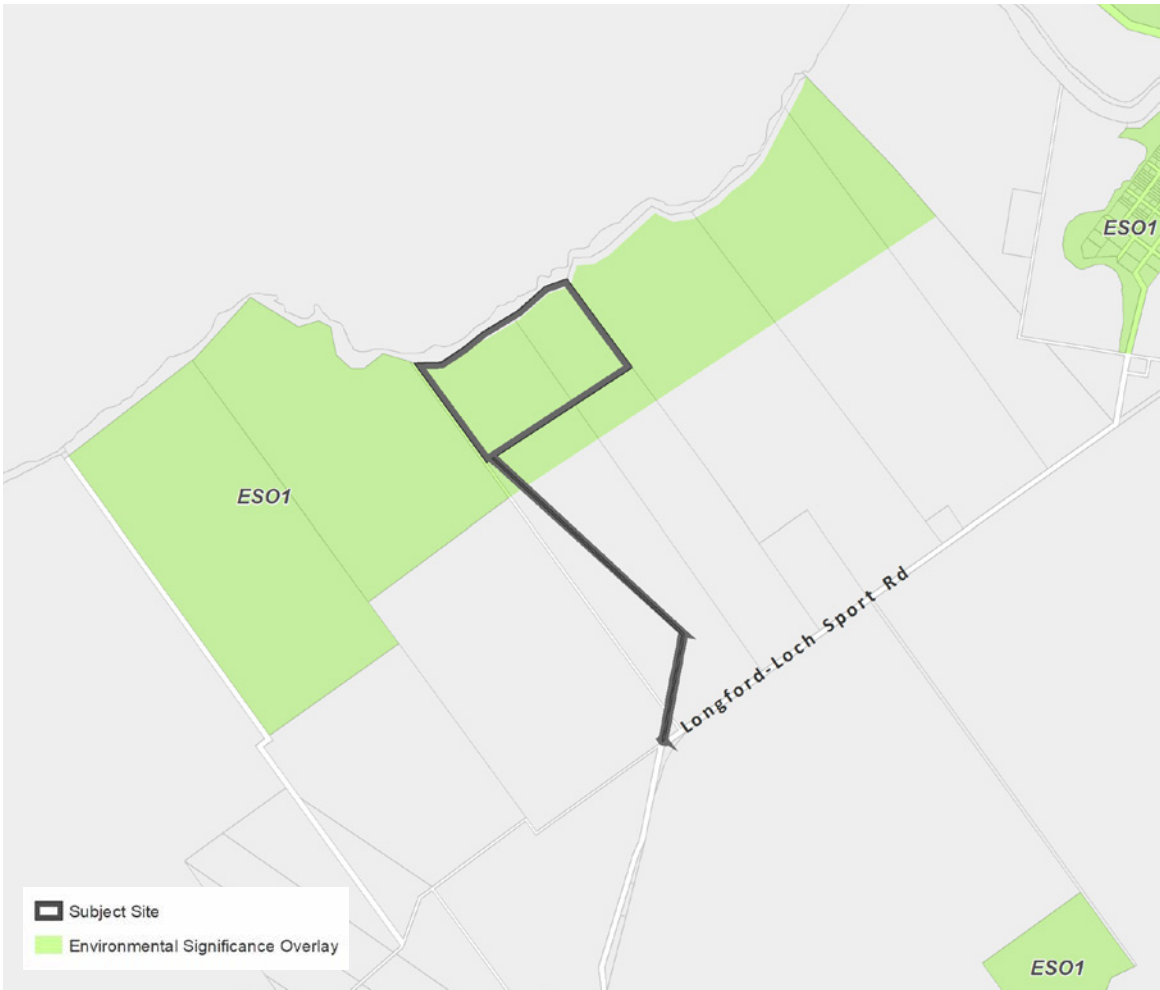 ESO1
ESO1
Longford-Loch Sport Rd
Subject Site
Environmental Significance Overlay
ESO1